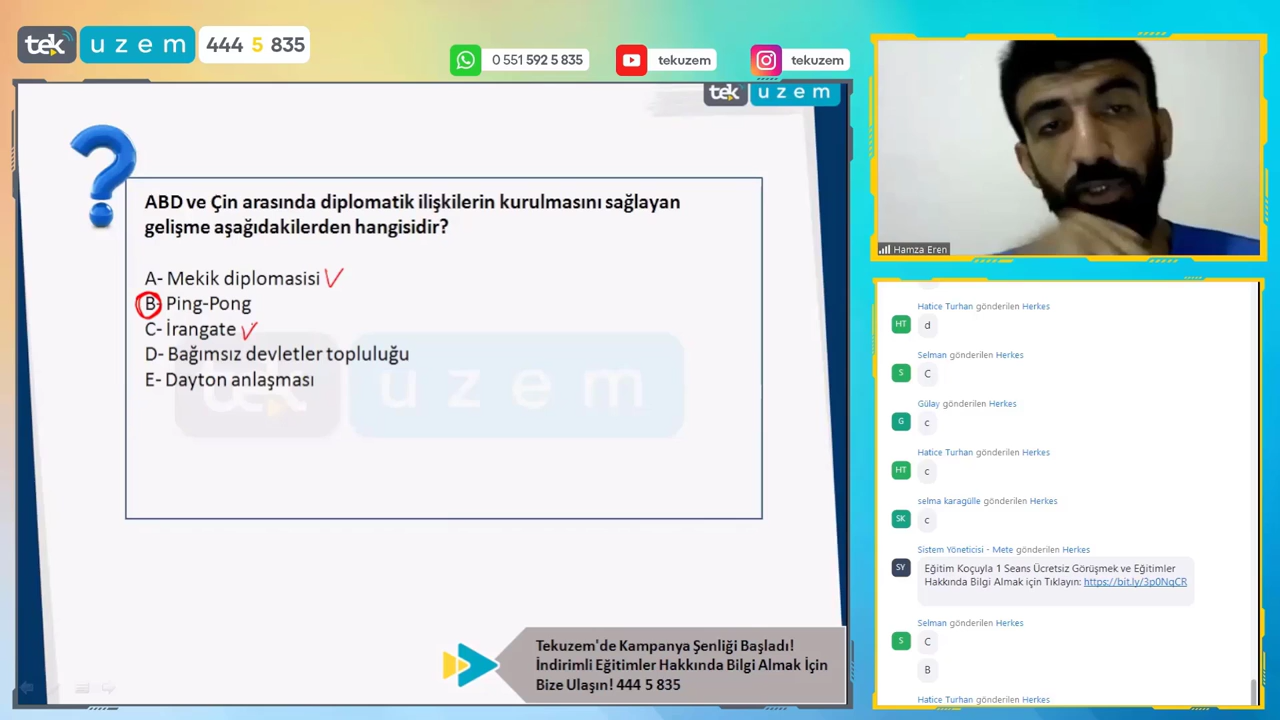 tek
uzem
444 5 835
0 551 592 5 835
tekuzem
tekuzem
tek uzem
?
ABD ve Çin arasında diplomatik ilişkilerin kurulmasını sağlayan
gelişme aşağıdakilerden hangisidir?
A- Mekik diplomasisi
B- Ping-Pong
C- İrangate
D- Bağımsız devletler topluluğu
E- Dayton anlaşması
tek uzem
Tekuzem'de Kampanya Şenliği Başladı!
İndirimli Eğitimler Hakkında Bilgi Almak İçin
Bize Ulaşın! 444 5 835
Hamza Eren
Hatice Turhan gönderilen Herkes
HT
d
Selman gönderilen Herkes
S
C
Gülay gönderilen Herkes
G
c
Hatice Turhan gönderilen Herkes
HT
c
selma karagülle gönderilen Herkes
SK
c
Sistem Yöneticisi - Mete gönderilen Herkes
SY
Eğitim Koçuyla 1 Seans Ücretsiz Görüşmek ve Eğitimler
Hakkında Bilgi Almak için Tıklayın: https://bit.ly/3p0NqCR
Selman gönderilen Herkes
S
C
B
Hatice Turhan gönderilen Herkes